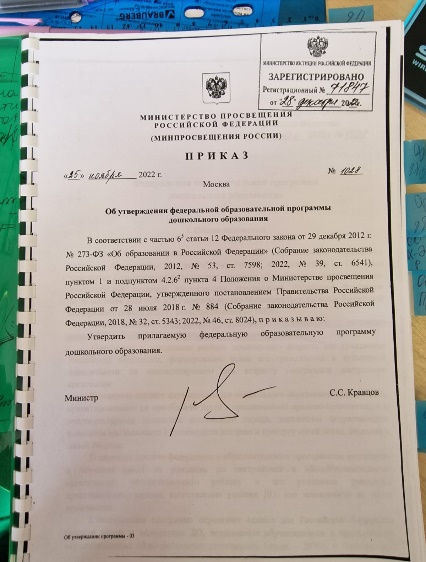 BRAUBERG
МИНИСТЕРСТВО ЮСТИЦИИ РОССИЙСКОЙ ФЕДЕРАЦИИ
ЗАРЕГИСТРИРОВАНО
Регистрационный № 71847
от "28" декабря 2022
МИНИСТЕРСТВО ПРОСВЕЩЕНИЯ
РОССИЙСКОЙ ФЕДЕРАЦИИ
(МИНПРОСВЕЩЕНИЯ РОССИИ)
ПРИКАЗ
«25» ноября 2022 г.
№ 1028
Москва
Об утверждении федеральной образовательной программы
дошкольного образования
В соответствии с частью 6⁵ статьи 12 Федерального закона от 29 декабря 2012 г.
№ 273-ФЗ «Об образовании в Российской Федерации» (Собрание законодательства
Российской Федерации, 2012, № 53, ст. 7598; 2022, № 39, ст. 6541),
пунктом 1 и подпунктом 4.2.6² пункта 4 Положения о Министерстве просвещения
Российской Федерации, утвержденного постановлением Правительства Российской
Федерации от 28 июля 2018 г. № 884 (Собрание законодательства Российской
Федерации, 2018, № 32, ст. 5343; 2022, № 46, ст. 8024), приказываю:
Утвердить прилагаемую федеральную образовательную программу
дошкольного образования.
Министр
С.С. Кравцов
Об утверждении программы - 03